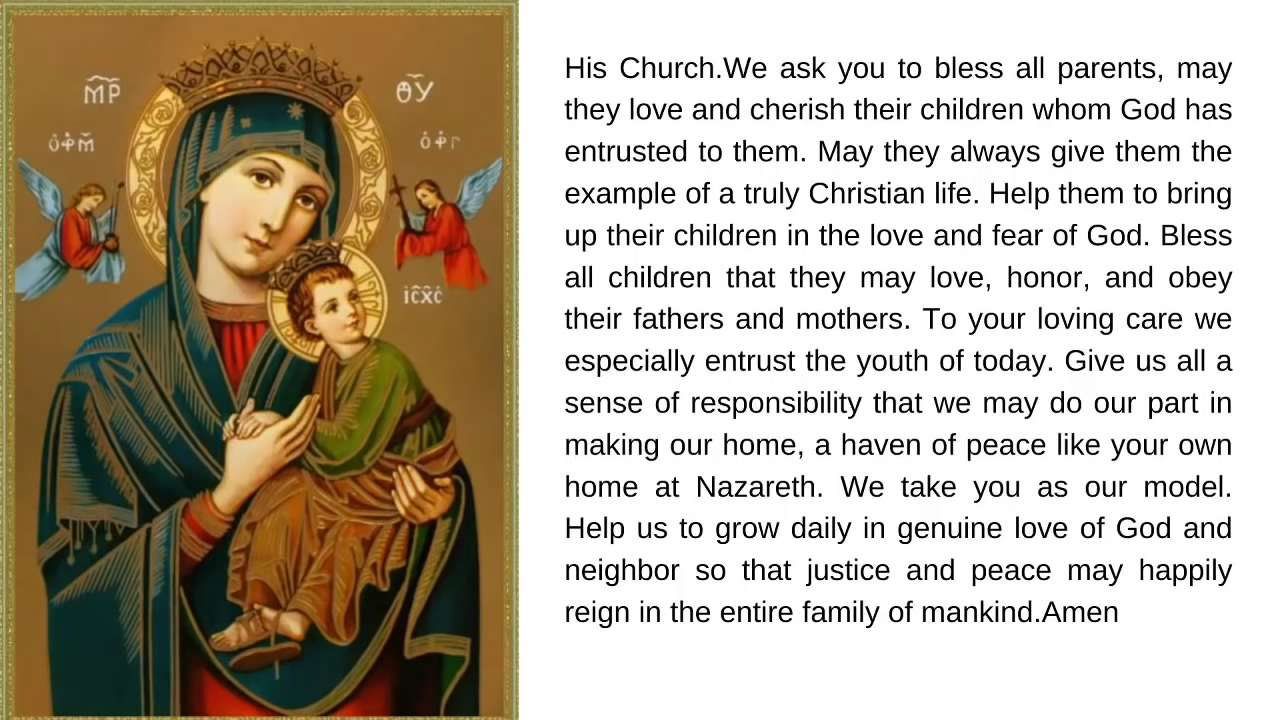 M̃P
Θ̃Υ
ὀφм̃
ὀφг
ic̃x̃c
His Church.We ask you to bless all parents, may
they love and cherish their children whom God has
entrusted to them. May they always give them the
example of a truly Christian life. Help them to bring
up their children in the love and fear of God. Bless
all children that they may love, honor, and obey
their fathers and mothers. To your loving care we
especially entrust the youth of today. Give us all a
sense of responsibility that we may do our part in
making our home, a haven of peace like your own
home at Nazareth. We take you as our model.
Help us to grow daily in genuine love of God and
neighbor so that justice and peace may happily
reign in the entire family of mankind.Amen